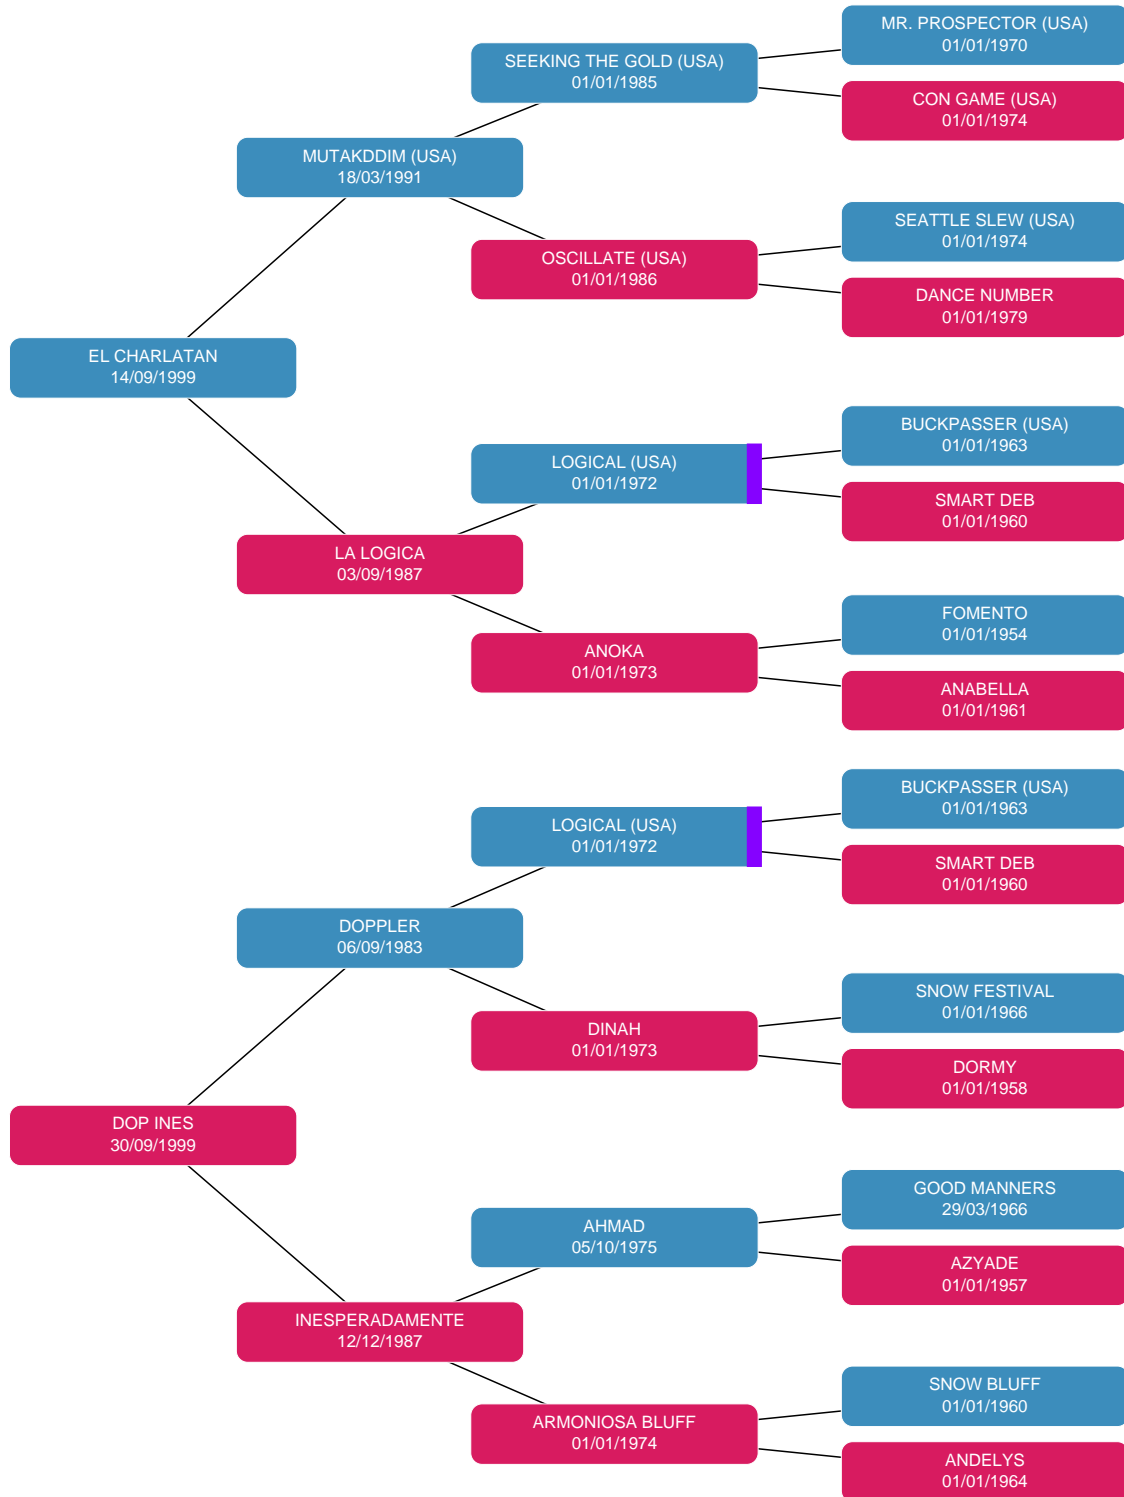 MR. PROSPECTOR (USA)
01/01/1970
SEEKING THE GOLD (USA)
01/01/1985
CON GAME (USA)
01/01/1974
MUTAKDDIM (USA)
18/03/1991
SEATTLE SLEW (USA)
01/01/1974
OSCILLATE (USA)
01/01/1986
DANCE NUMBER
01/01/1979
EL CHARLATAN
14/09/1999
BUCKPASSER (USA)
01/01/1963
LOGICAL (USA)
01/01/1972
SMART DEB
01/01/1960
LA LOGICA
03/09/1987
FOMENTO
01/01/1954
ANOKA
01/01/1973
ANABELLA
01/01/1961
BUCKPASSER (USA)
01/01/1963
LOGICAL (USA)
01/01/1972
SMART DEB
01/01/1960
DOPPLER
06/09/1983
SNOW FESTIVAL
01/01/1966
DINAH
01/01/1973
DORMY
01/01/1958
DOP INES
30/09/1999
GOOD MANNERS
29/03/1966
AHMAD
05/10/1975
AZYADE
01/01/1957
INESPERADAMENTE
12/12/1987
SNOW BLUFF
01/01/1960
ARMONIOSA BLUFF
01/01/1974
ANDELYS
01/01/1964